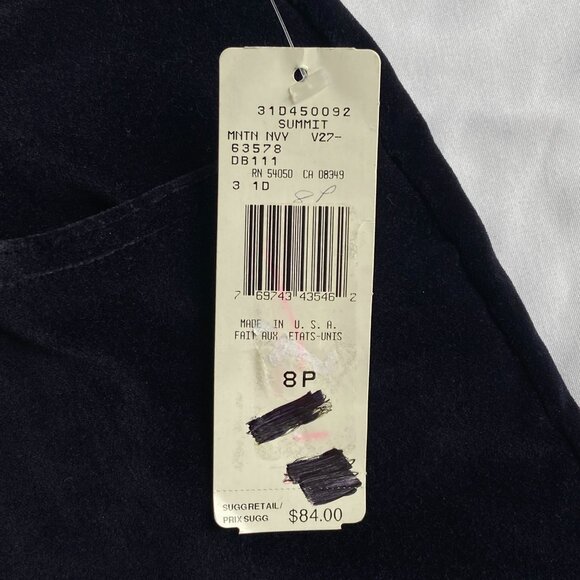 31D450092
SUMMIT
MNTN NVY V27-
63578
DB111
RN 54050 CA 08349
3 1D
8P
7 69743 43546 2
MADE IN U. S. A.
FAIT AUX ETATS-UNIS
8P
SUGG RETAIL/
PRIX SUGG $84.00